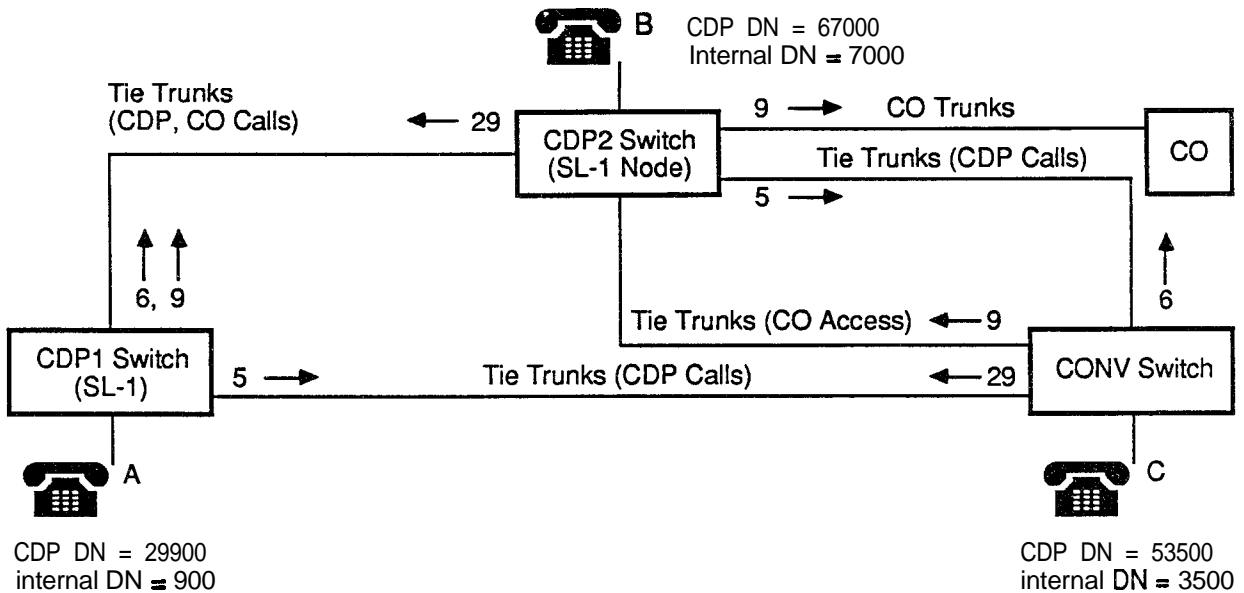 B
CDP DN = 67000
Internal DN = 7000
Tie Trunks
(CDP, CO Calls)
29
CDP2 Switch
(SL-1 Node)
9
CO Trunks
CO
Tie Trunks (CDP Calls)
5
6, 9
6
Tie Trunks (CO Access)
9
CDP1 Switch
(SL-1)
5
Tie Trunks (CDP Calls)
29
CONV Switch
A
C
CDP DN = 29900
internal DN = 900
CDP DN = 53500
internal DN = 3500